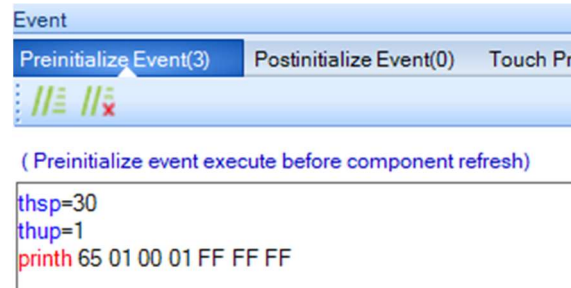 Event
Preinitialize Event(3) Postinitialize Event(0) Touch Pr
( Preinitialize event execute before component refresh)
thsp=30
thup=1
printh 65 01 00 01 FF FF FF